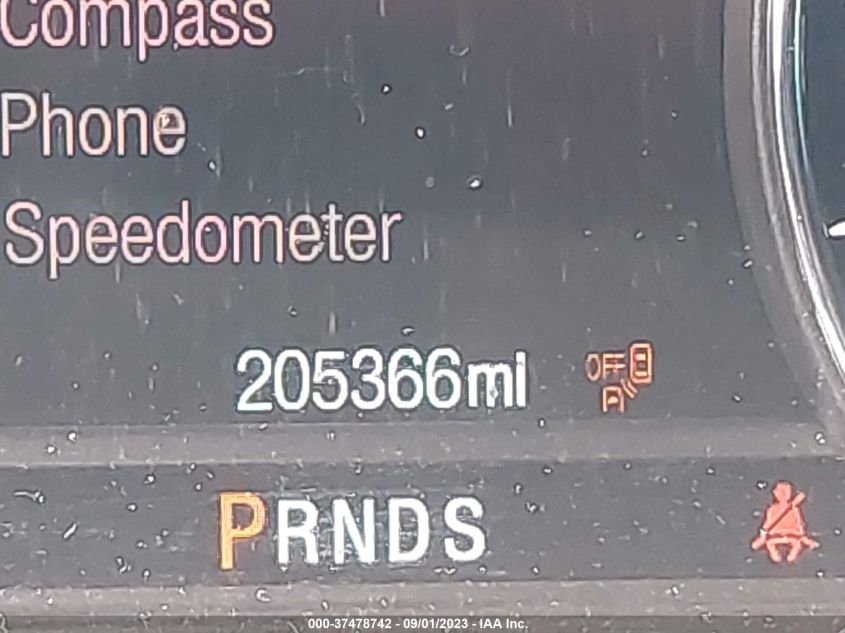 Compass
Phone
Speedometer
205366mi
OFF
PRNDS
000-37478742 - 09/01/2023 - IAA Inc.